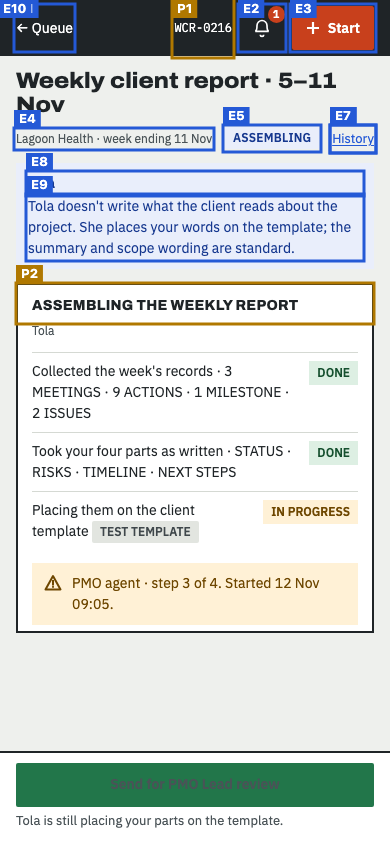 E10
P1
E2
E3
← Queue
WCR-0216
1
+ Start
Weekly client report · 5–11
Nov
E4
E5
Lagoon Health · week ending 11 Nov
ASSEMBLING
History
E8
E9
Tola doesn't write what the client reads about the
project. She places your words on the template; the
summary and scope wording are standard.
P2
ASSEMBLING THE WEEKLY REPORT
Tola
Collected the week's records · 3
MEETINGS · 9 ACTIONS · 1 MILESTONE ·
2 ISSUES
DONE
Took your four parts as written · STATUS ·
RISKS · TIMELINE · NEXT STEPS
DONE
Placing them on the client
template TEST TEMPLATE
IN PROGRESS
PMO agent · step 3 of 4. Started 12 Nov
09:05.
Send for PMG Lead review
Tola is still placing your parts on the template.